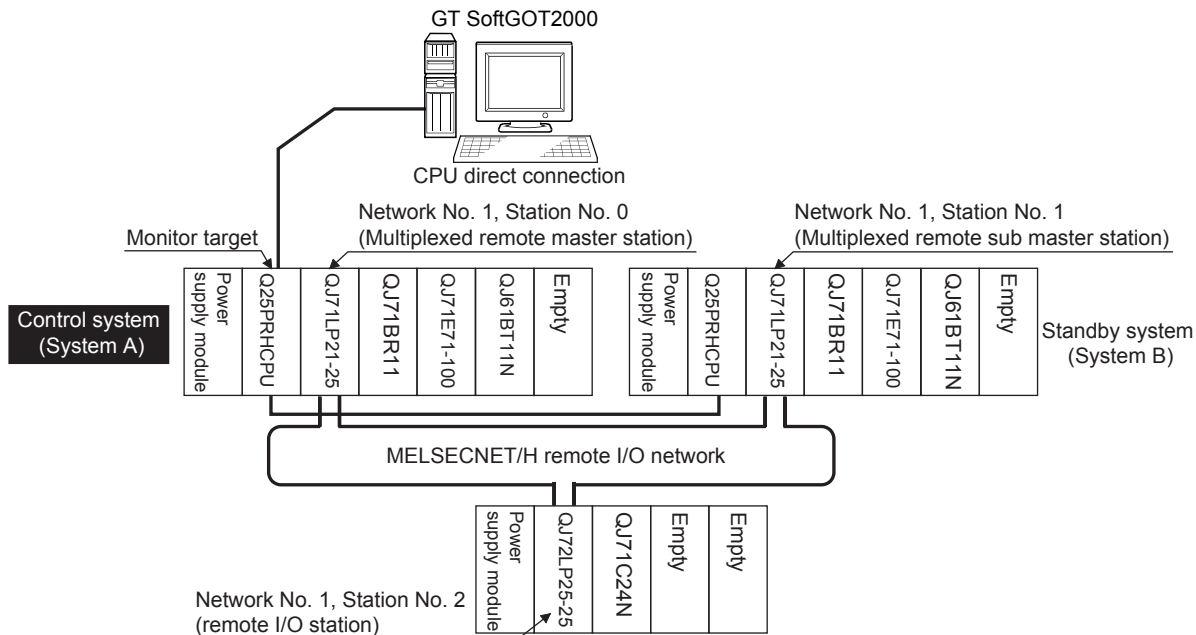 GT SoftGOT2000
CPU direct connection
Network No. 1, Station No. 0
(Multiplexed remote master station)
Network No. 1, Station No. 1
(Multiplexed remote sub master station)
Monitor target
Control system
(System A)
Power
supply module
Q25PRHCPU
QJ71LP21-25
QJ71BR11
QJ71E71-100
QJ61BT11N
Empty
Power
supply module
Q25PRHCPU
QJ71LP21-25
QJ71BR11
QJ71E71-100
QJ61BT11N
Empty
Standby system
(System B)
MELSECNET/H remote I/O network
Power
supply module
QJ72LP25-25
QJ71C24N
Empty
Empty
Network No. 1, Station No. 2
(remote I/O station)